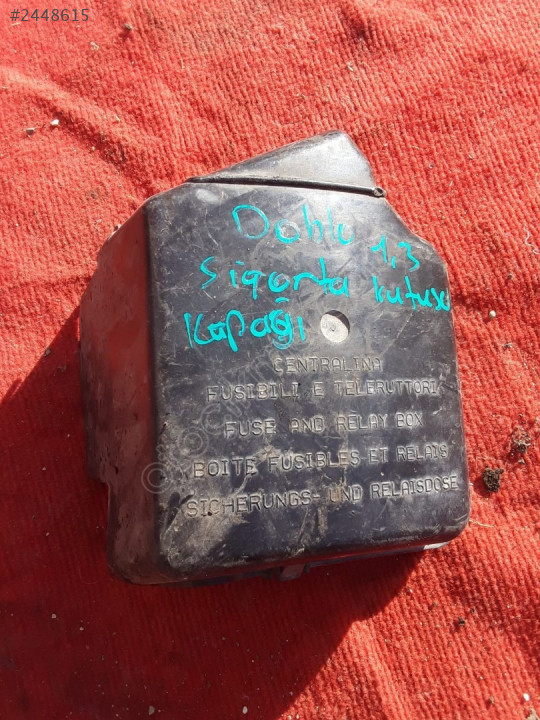 #2448615
Doblo 1,3
Sigorta kutusu
Kapağı
CENTRALINA
FUSIBILI E TELERUTTORI
FUSE AND RELAY BOX
BOITE FUSIBLES ET RELAIS
SICHERUNGS- UND RELAISDOSE